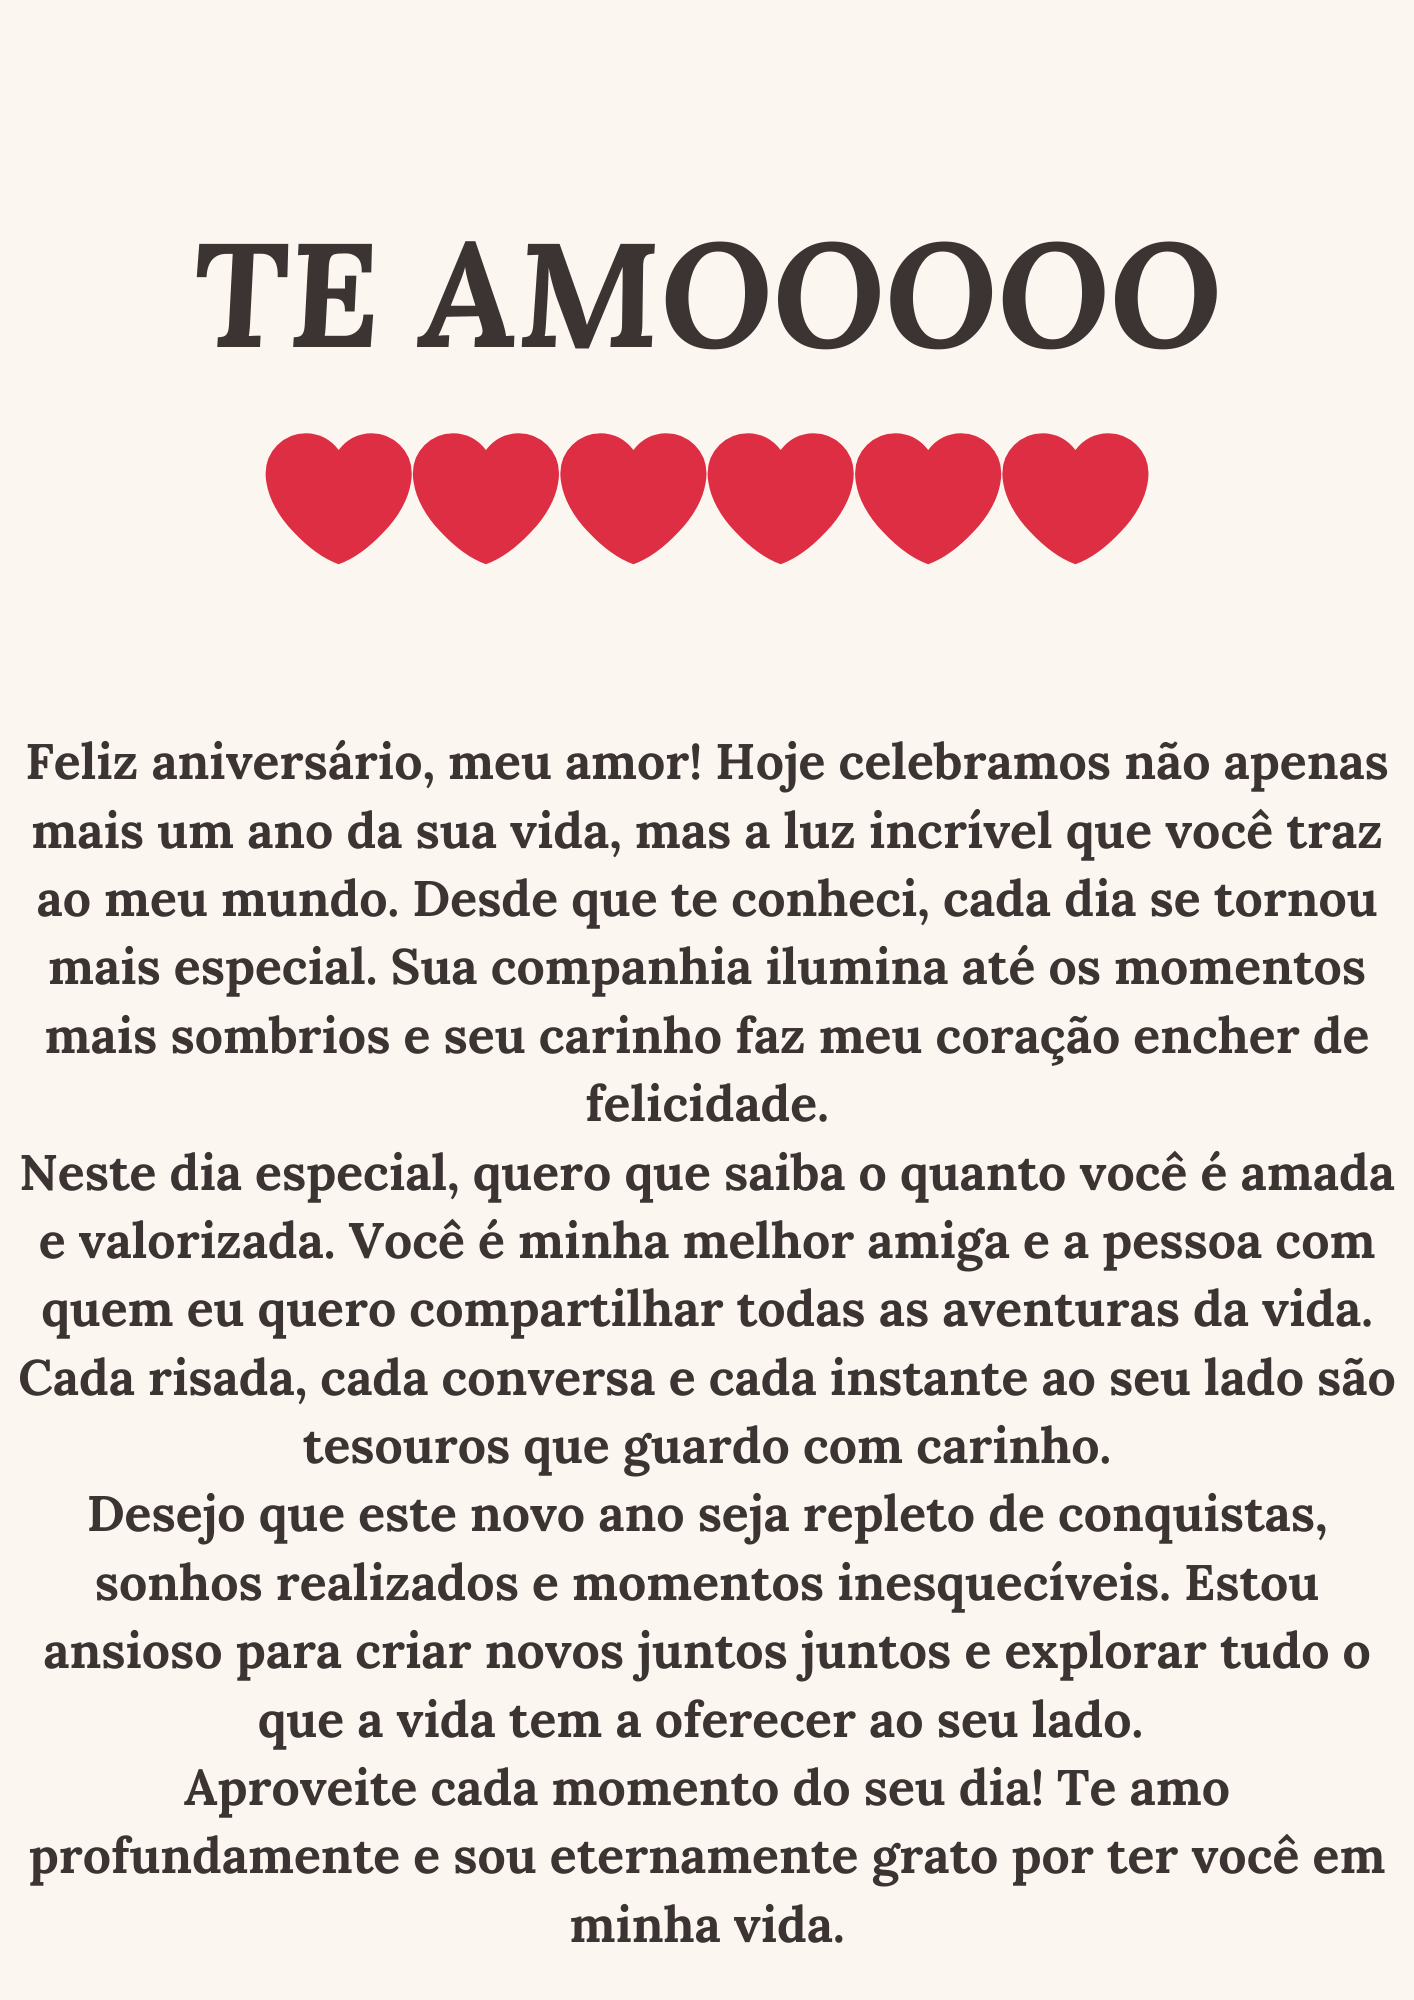 TE AMOOOOO
Feliz aniversário, meu amor! Hoje celebramos não apenas
mais um ano da sua vida, mas a luz incrível que você traz
ao meu mundo. Desde que te conheci, cada dia se tornou
mais especial. Sua companhia ilumina até os momentos
mais sombrios e seu carinho faz meu coração encher de
felicidade.
Neste dia especial, quero que saiba o quanto você é amada
e valorizada. Você é minha melhor amiga e a pessoa com
quem eu quero compartilhar todas as aventuras da vida.
Cada risada, cada conversa e cada instante ao seu lado são
tesouros que guardo com carinho.
Desejo que este novo ano seja repleto de conquistas,
sonhos realizados e momentos inesquecíveis. Estou
ansioso para criar novos juntos juntos e explorar tudo o
que a vida tem a oferecer ao seu lado.
Aproveite cada momento do seu dia! Te amo
profundamente e sou eternamente grato por ter você em
minha vida.